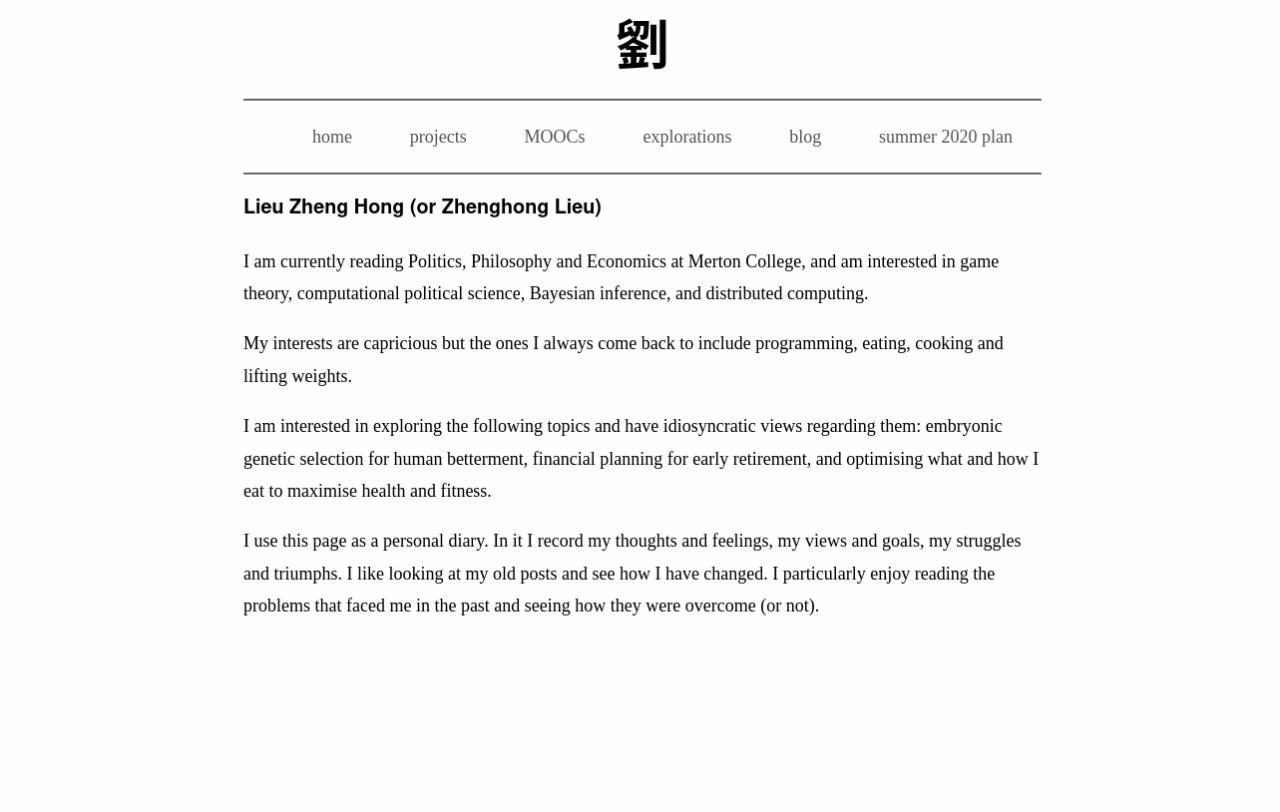 劉
home projects MOOCs explorations blog summer 2020 plan
Lieu Zheng Hong (or Zhenghong Lieu)
I am currently reading Politics, Philosophy and Economics at Merton College, and am interested in game
theory, computational political science, Bayesian inference, and distributed computing.
My interests are capricious but the ones I always come back to include programming, eating, cooking and
lifting weights.
I am interested in exploring the following topics and have idiosyncratic views regarding them: embryonic
genetic selection for human betterment, financial planning for early retirement, and optimising what and how I
eat to maximise health and fitness.
I use this page as a personal diary. In it I record my thoughts and feelings, my views and goals, my struggles
and triumphs. I like looking at my old posts and see how I have changed. I particularly enjoy reading the
problems that faced me in the past and seeing how they were overcome (or not).